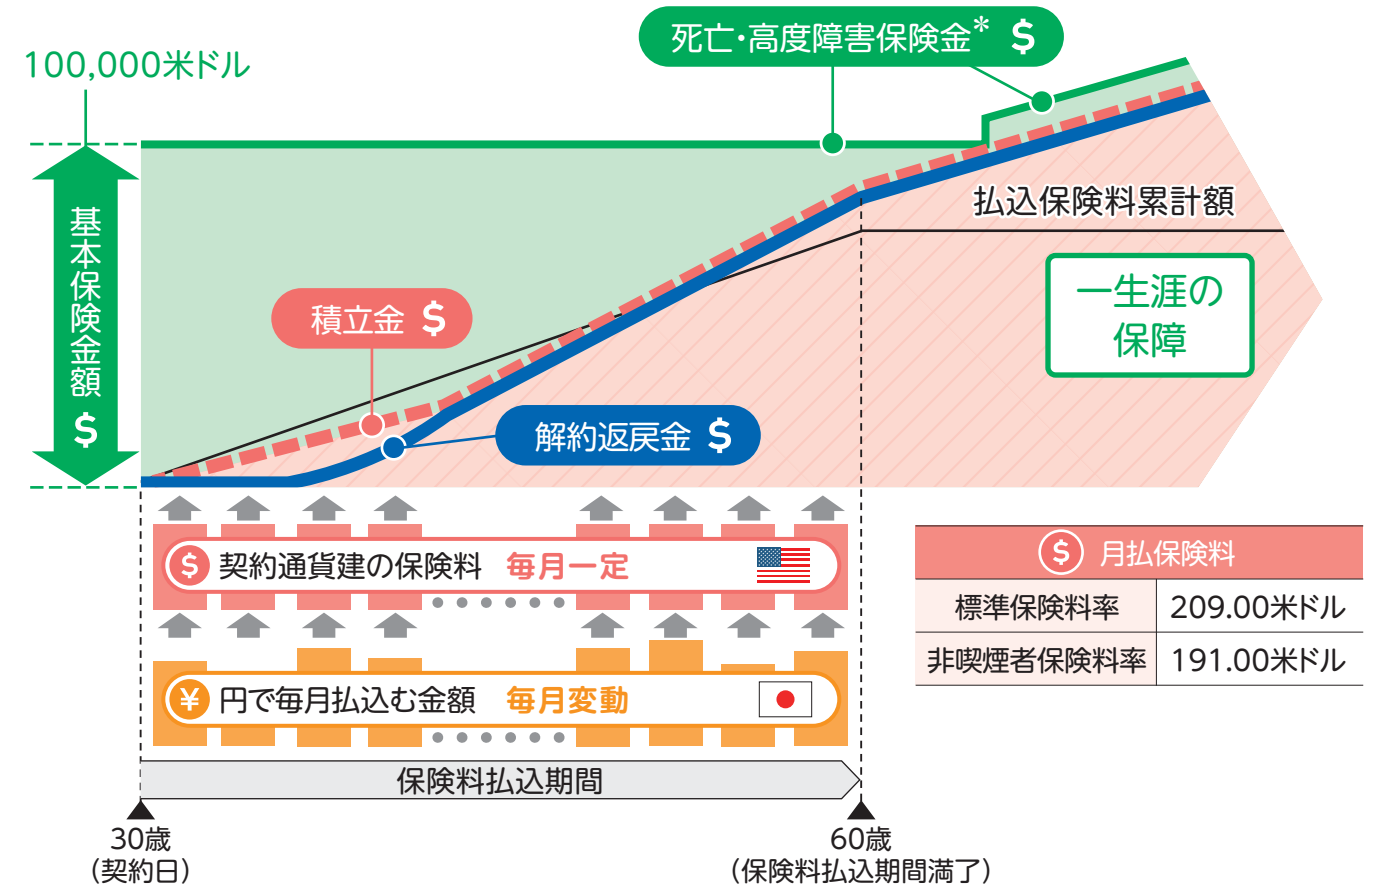 死亡・高度障害保険金* $
100,000米ドル
基本保険金額 $
払込保険料累計額
一生涯の
保障
積立金 $
解約返戻金 $
$ 契約通貨建の保険料 毎月一定
¥ 円で毎月払込む金額 毎月変動
保険料払込期間
30歳
（契約日）
60歳
（保険料払込期間満了）
$ 月払保険料
標準保険料率 209.00米ドル
非喫煙者保険料率 191.00米ドル